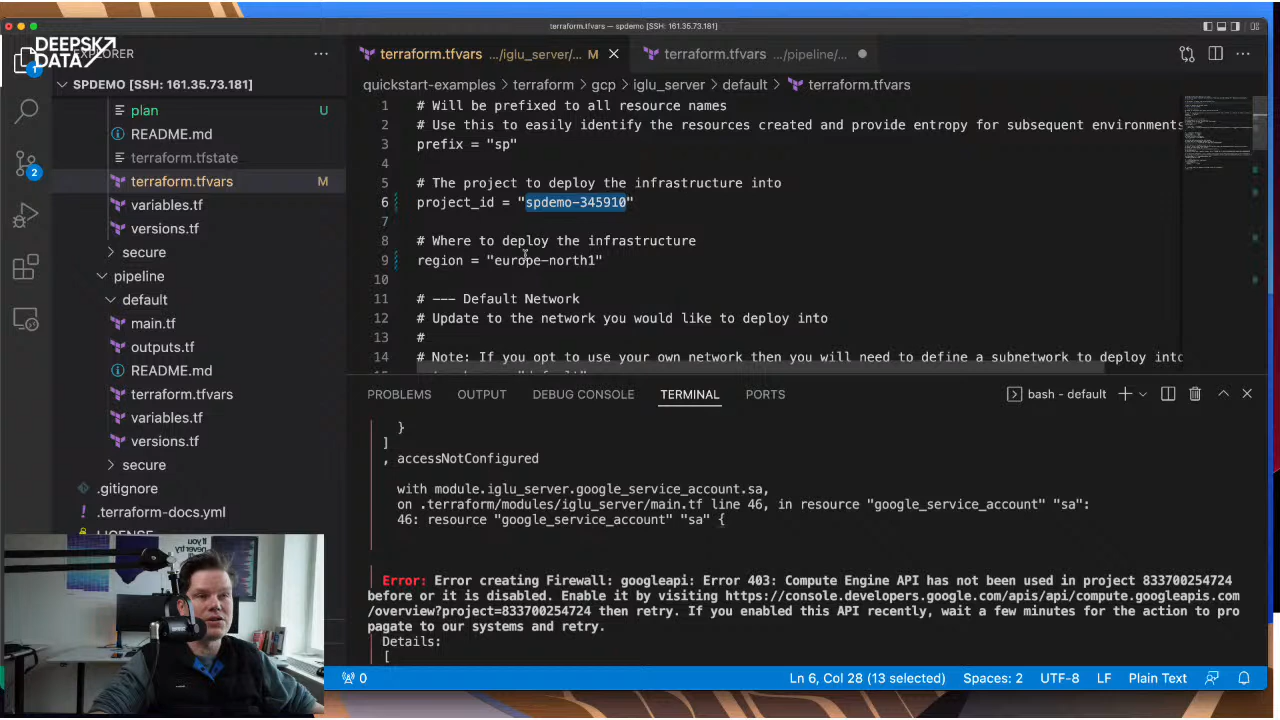 terraform.tfvars — spdemo [SSH: 161.35.73.181]
DEEPSKY DATA
EXPLORER
SPDEMO [SSH: 161.35.73.181]
plan U
README.md
terraform.tfstate
terraform.tfvars M
variables.tf
versions.tf
secure
pipeline
default
main.tf
outputs.tf
README.md
terraform.tfvars
variables.tf
versions.tf
secure
.gitignore
.terraform-docs.yml
LICENSE
1
2
terraform.tfvars .../iglu_server/... M
terraform.tfvars .../pipeline/...
quickstart-examples > terraform > gcp > iglu_server > default > terraform.tfvars
1 # Will be prefixed to all resource names
2 # Use this to easily identify the resources created and provide entropy for subsequent environments
3 prefix = "sp"
4
5 # The project to deploy the infrastructure into
6 project_id = "spdemo-345910"
7
8 # Where to deploy the infrastructure
9 region = "europe-north1"
10
11 # --- Default Network
12 # Update to the network you would like to deploy into
13 #
14 # Note: If you opt to use your own network then you will need to define a subnetwork to deploy into
PROBLEMS OUTPUT DEBUG CONSOLE TERMINAL PORTS
bash - default
}
]
, accessNotConfigured
with module.iglu_server.google_service_account.sa,
on .terraform/modules/iglu_server/main.tf line 46, in resource "google_service_account" "sa":
46: resource "google_service_account" "sa" {
Error: Error creating Firewall: googleapi: Error 403: Compute Engine API has not been used in project 833700254724
before or it is disabled. Enable it by visiting https://console.developers.google.com/apis/api/compute.googleapis.com
/overview?project=833700254724 then retry. If you enabled this API recently, wait a few minutes for the action to pro
pagate to our systems and retry.
Details:
[
0
Ln 6, Col 28 (13 selected) Spaces: 2 UTF-8 LF Plain Text